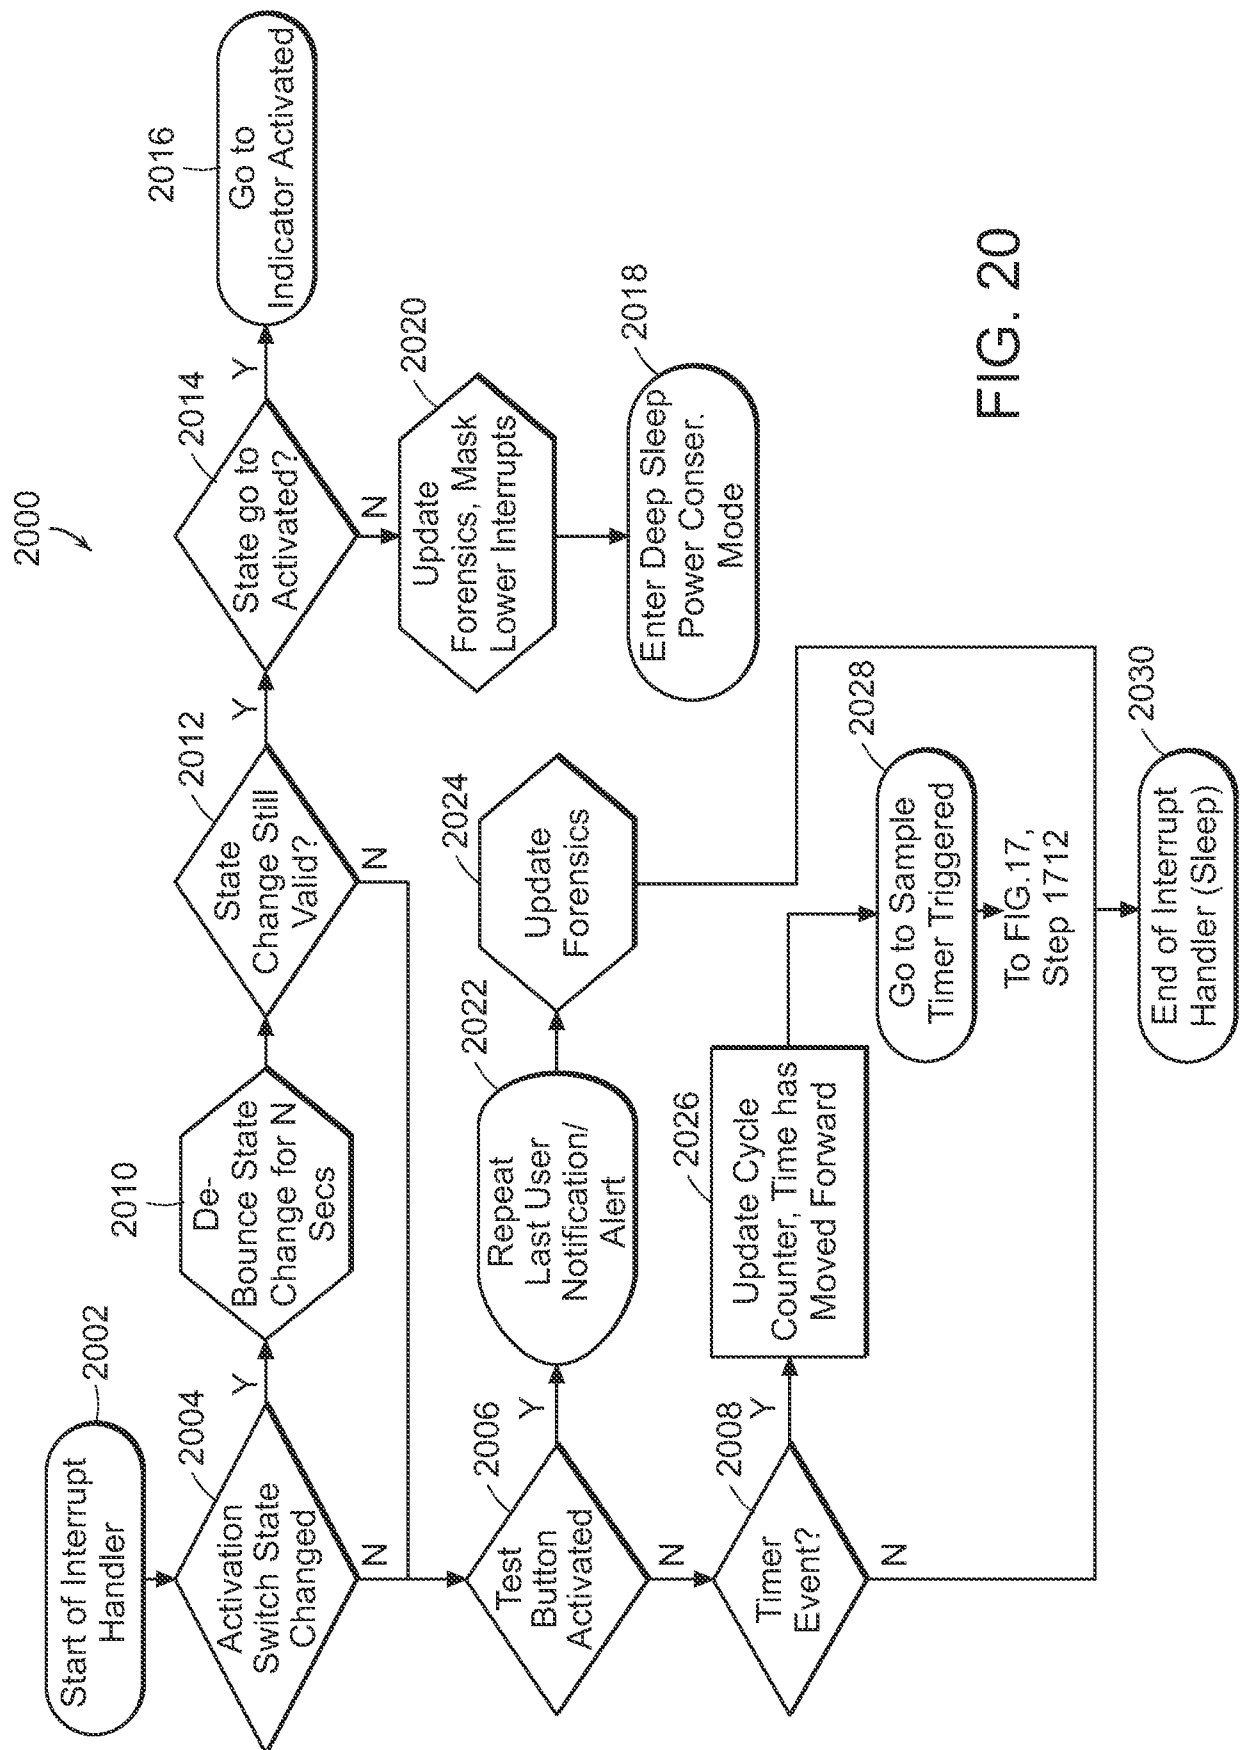 2000
Start of Interrupt
Handler
2002
Activation
Switch State
Changed
2004
Y
N
De-
Bounce State
Change for N
Secs
2010
State
Change Still
Valid?
2012
Y
N
State go to
Activated?
2014
Y
N
Go to
Indicator Activated
2016
Update
Forensics, Mask
Lower Interrupts
2020
Enter Deep Sleep
Power Conser.
Mode
2018
Test
Button
Activated
2006
Y
N
Repeat
Last User
Notification/
Alert
2022
Update
Forensics
2024
Timer
Event?
2008
Y
N
Update Cycle
Counter, Time has
Moved Forward
2026
Go to Sample
Timer Triggered
2028
To FIG.17,
Step 1712
End of Interrupt
Handler (Sleep)
2030
FIG. 20